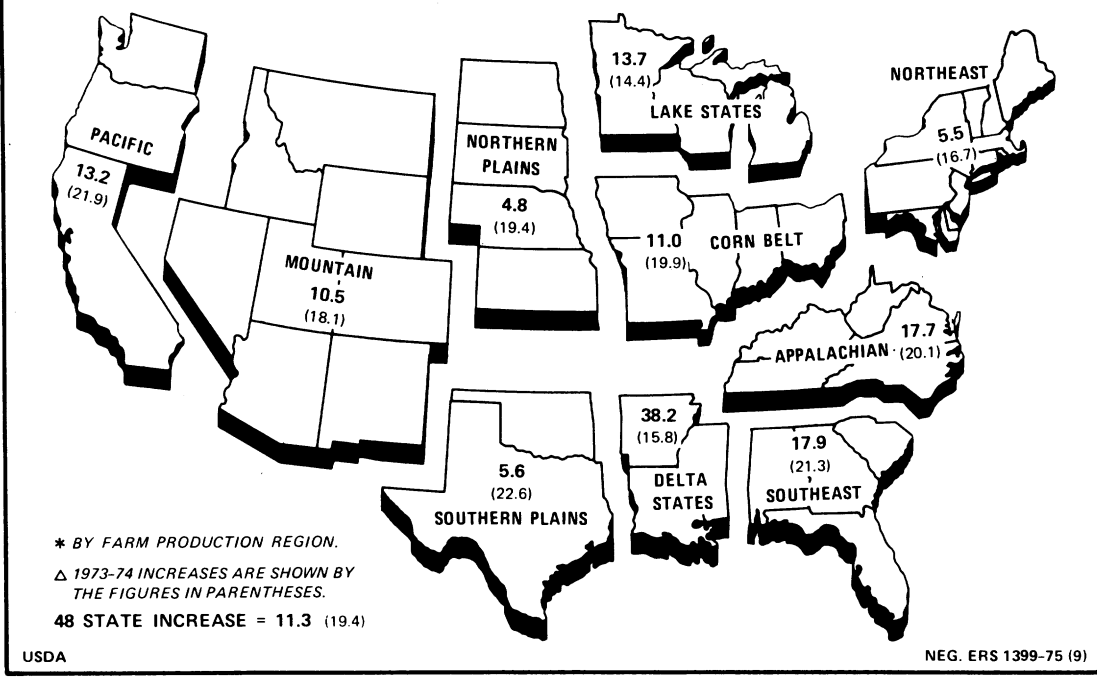 PACIFIC
13.2
(21.9)
MOUNTAIN
10.5
(18.1)
NORTHERN
PLAINS
4.8
(19.4)
13.7
(14.4)
LAKE STATES
11.0 CORN BELT
(19.9)
NORTHEAST
5.5
(16.7)
17.7
APPALACHIAN (20.1)
5.6
(22.6)
SOUTHERN PLAINS
38.2
(15.8)
DELTA
STATES
17.9
(21.3)
SOUTHEAST
* BY FARM PRODUCTION REGION.
△ 1973-74 INCREASES ARE SHOWN BY
THE FIGURES IN PARENTHESES.
48 STATE INCREASE = 11.3 (19.4)
USDA
NEG. ERS 1399-75 (9)